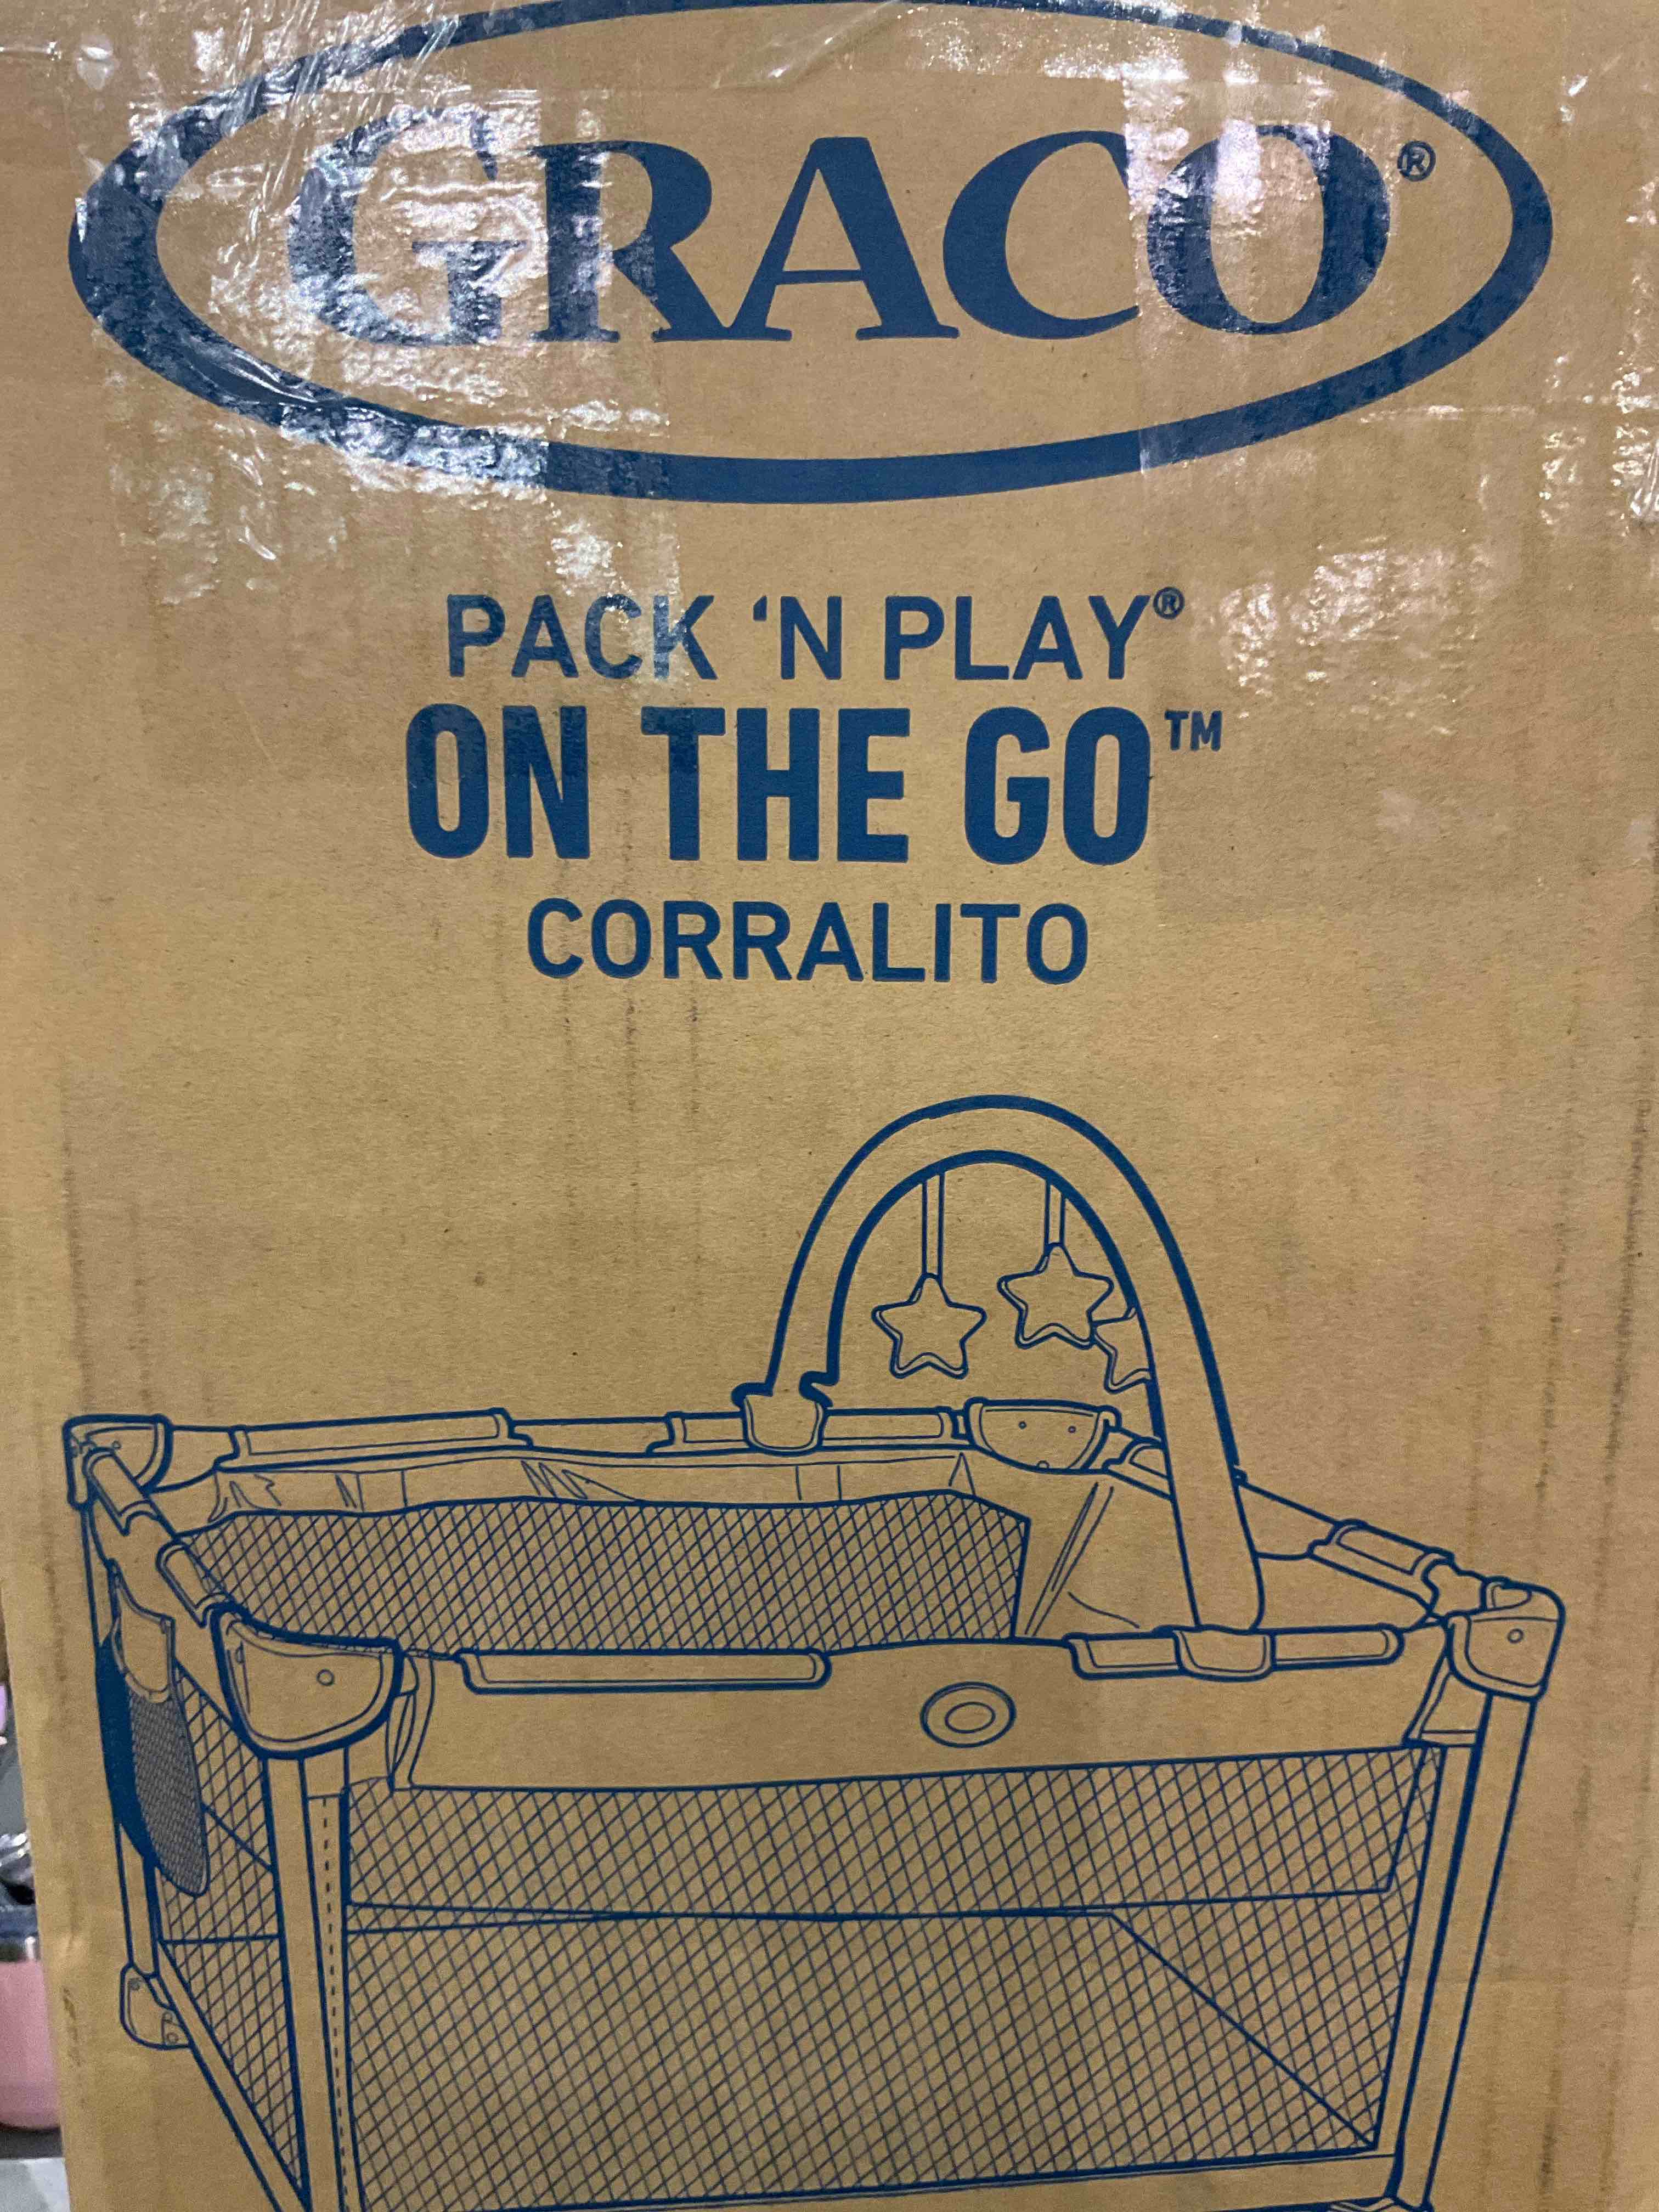 GRACO®
PACK 'N PLAY®
ON THE GO™
CORRALITO